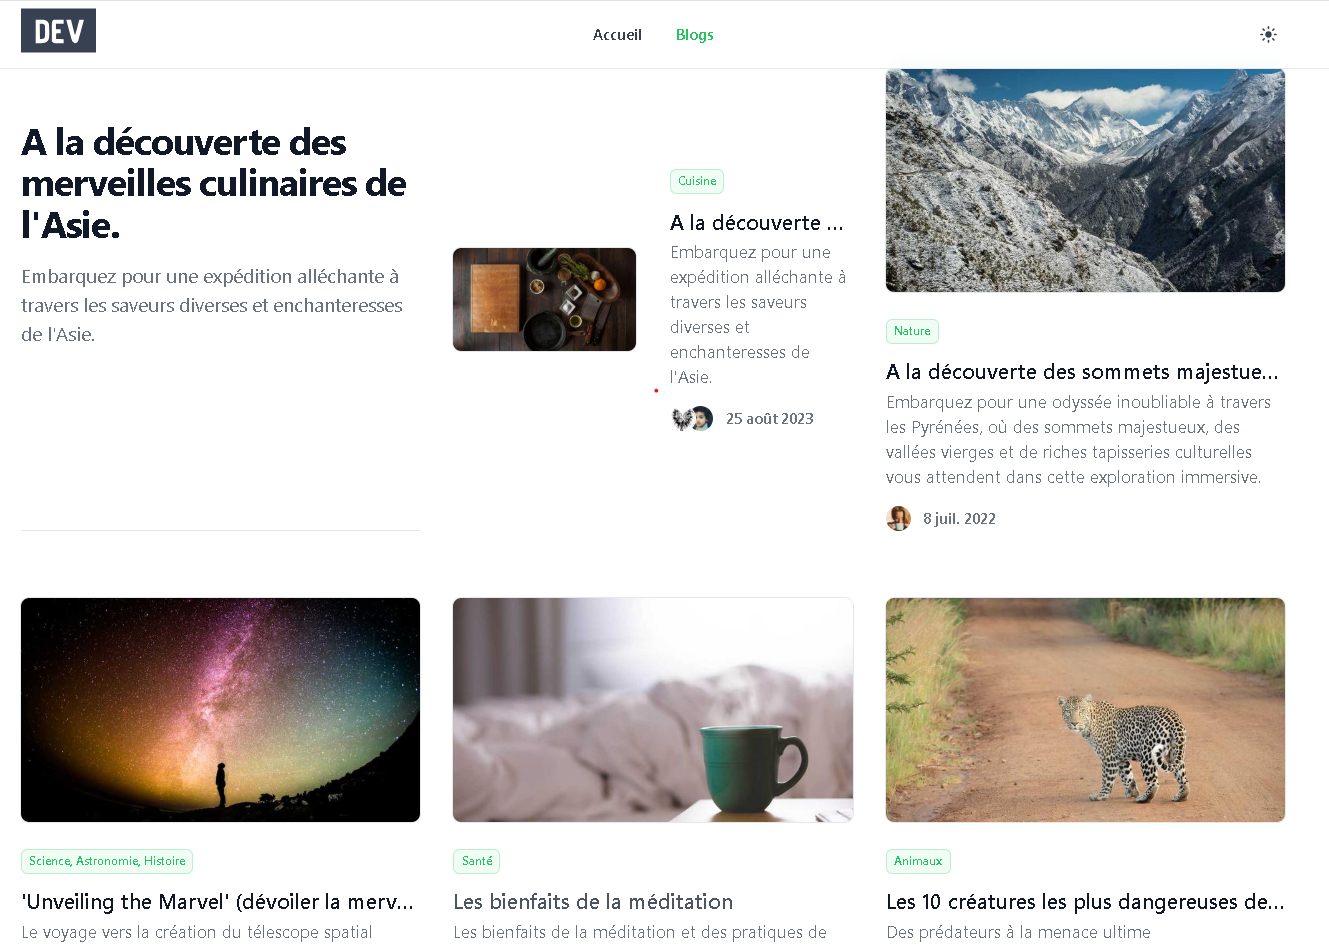 DEV
Accueil
Blogs
A la découverte des
merveilles culinaires de
l'Asie.
Embarquez pour une expédition alléchante à
travers les saveurs diverses et enchanteresses
de l'Asie.
Cuisine
A la découverte ...
Embarquez pour une
expédition alléchante à
travers les saveurs
diverses et
enchanteresses de
l'Asie.
25 août 2023
Nature
A la découverte des sommets majestue...
Embarquez pour une odyssée inoubliable à travers
les Pyrénées, où des sommets majestueux, des
vallées vierges et de riches tapisseries culturelles
vous attendent dans cette exploration immersive.
8 juil. 2022
Science, Astronomie, Histoire
'Unveiling the Marvel' (dévoiler la merv...
Le voyage vers la création du télescope spatial
Santé
Les bienfaits de la méditation
Les bienfaits de la méditation et des pratiques de
Animaux
Les 10 créatures les plus dangereuses de...
Des prédateurs à la menace ultime